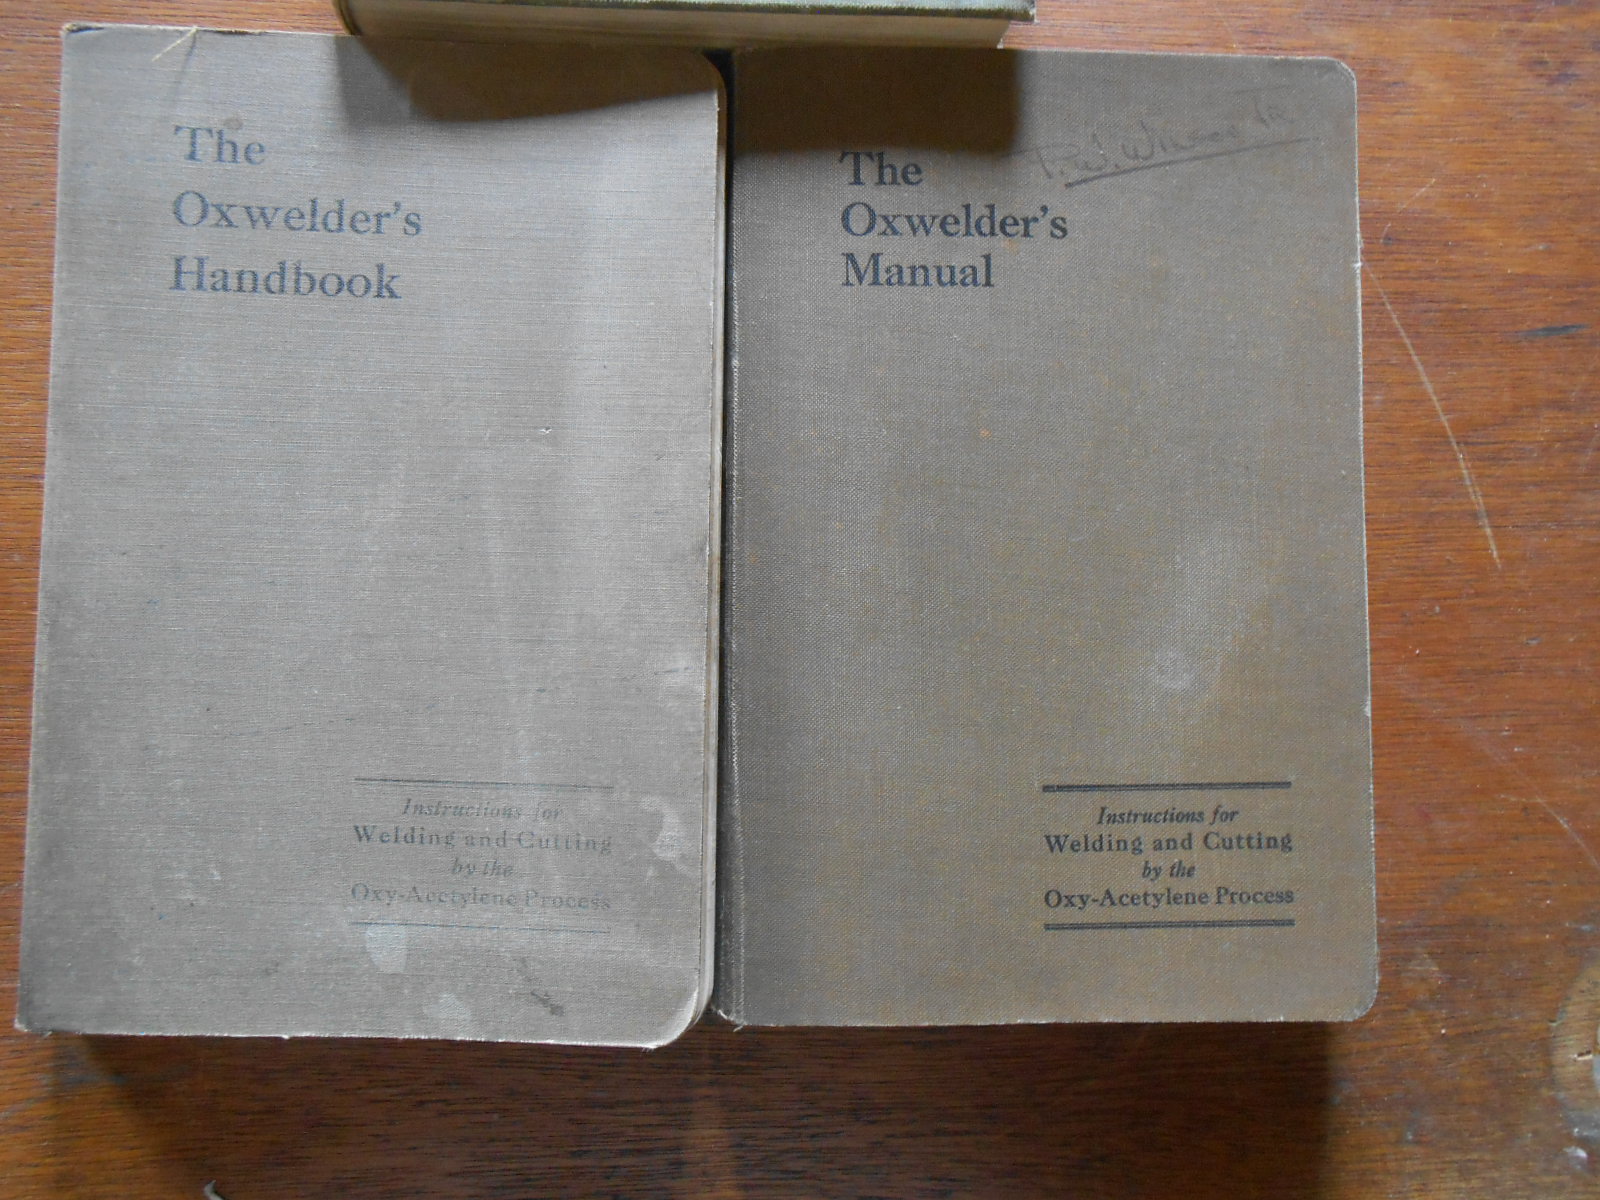 The
Oxwelder's
Handbook
Instructions for
Welding and Cutting
by the
Oxy-Acetylene Process
The
Oxwelder's
Manual
Instructions for
Welding and Cutting
by the
Oxy-Acetylene Process